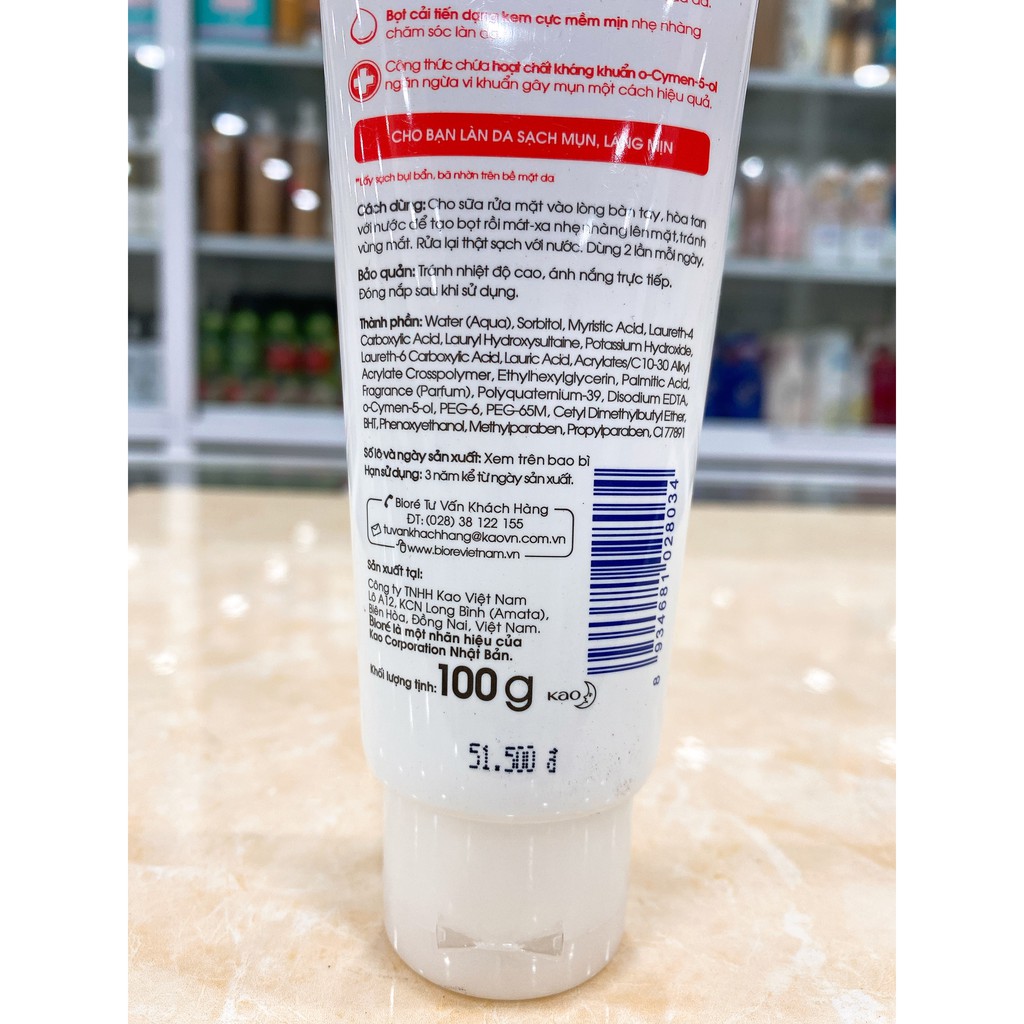 Bọt cải tiến dạng kem cực mềm mịn nhẹ nhàng
chăm sóc làn da.
Công thức chứa hoạt chất kháng khuẩn o-Cymen-5-ol
ngăn ngừa vi khuẩn gây mụn một cách hiệu quả.
CHO BẠN LÀN DA SẠCH MỤN, LÁNG MỊN
*Lấy sạch bụi bẩn, bã nhờn trên bề mặt da
Cách dùng: Cho sữa rửa mặt vào lòng bàn tay, hòa tan
với nước để tạo bọt rồi mát-xa nhẹ nhàng lên mặt, tránh
vùng mắt. Rửa lại thật sạch với nước. Dùng 2 lần mỗi ngày.
Bảo quản: Tránh nhiệt độ cao, ánh nắng trực tiếp.
Đóng nắp sau khi sử dụng.
Thành phần: Water (Aqua), Sorbitol, Myristic Acid, Laureth-4
Carboxylic Acid, Lauryl Hydroxysultaine, Potassium Hydroxide,
Laureth-6 Carboxylic Acid, Lauric Acid, Acrylates/C10-30 Alkyl
Acrylate Crosspolymer, Ethylhexylglycerin, Palmitic Acid,
Fragrance (Parfum), Polyquaternium-39, Disodium EDTA,
o-Cymen-5-ol, PEG-6, PEG-65M, Cetyl Dimethylbutyl Ether,
BHT, Phenoxyethanol, Methylparaben, Propylparaben, CI 77891
Số lô và ngày sản xuất: Xem trên bao bì
Hạn sử dụng: 3 năm kể từ ngày sản xuất.
Bioré Tư Vấn Khách Hàng
ĐT: (028) 38 122 155
tuvankhachhang@kaovn.com.vn
www.biorevietnam.vn
Sản xuất tại:
Công ty TNHH Kao Việt Nam
Lô A12, KCN Long Bình (Amata),
Biên Hòa, Đồng Nai, Việt Nam.
Bioré là một nhãn hiệu của
Kao Corporation Nhật Bản.
Khối lượng tịnh: 100 g
Kao
8 934681 028034
51.500 đ